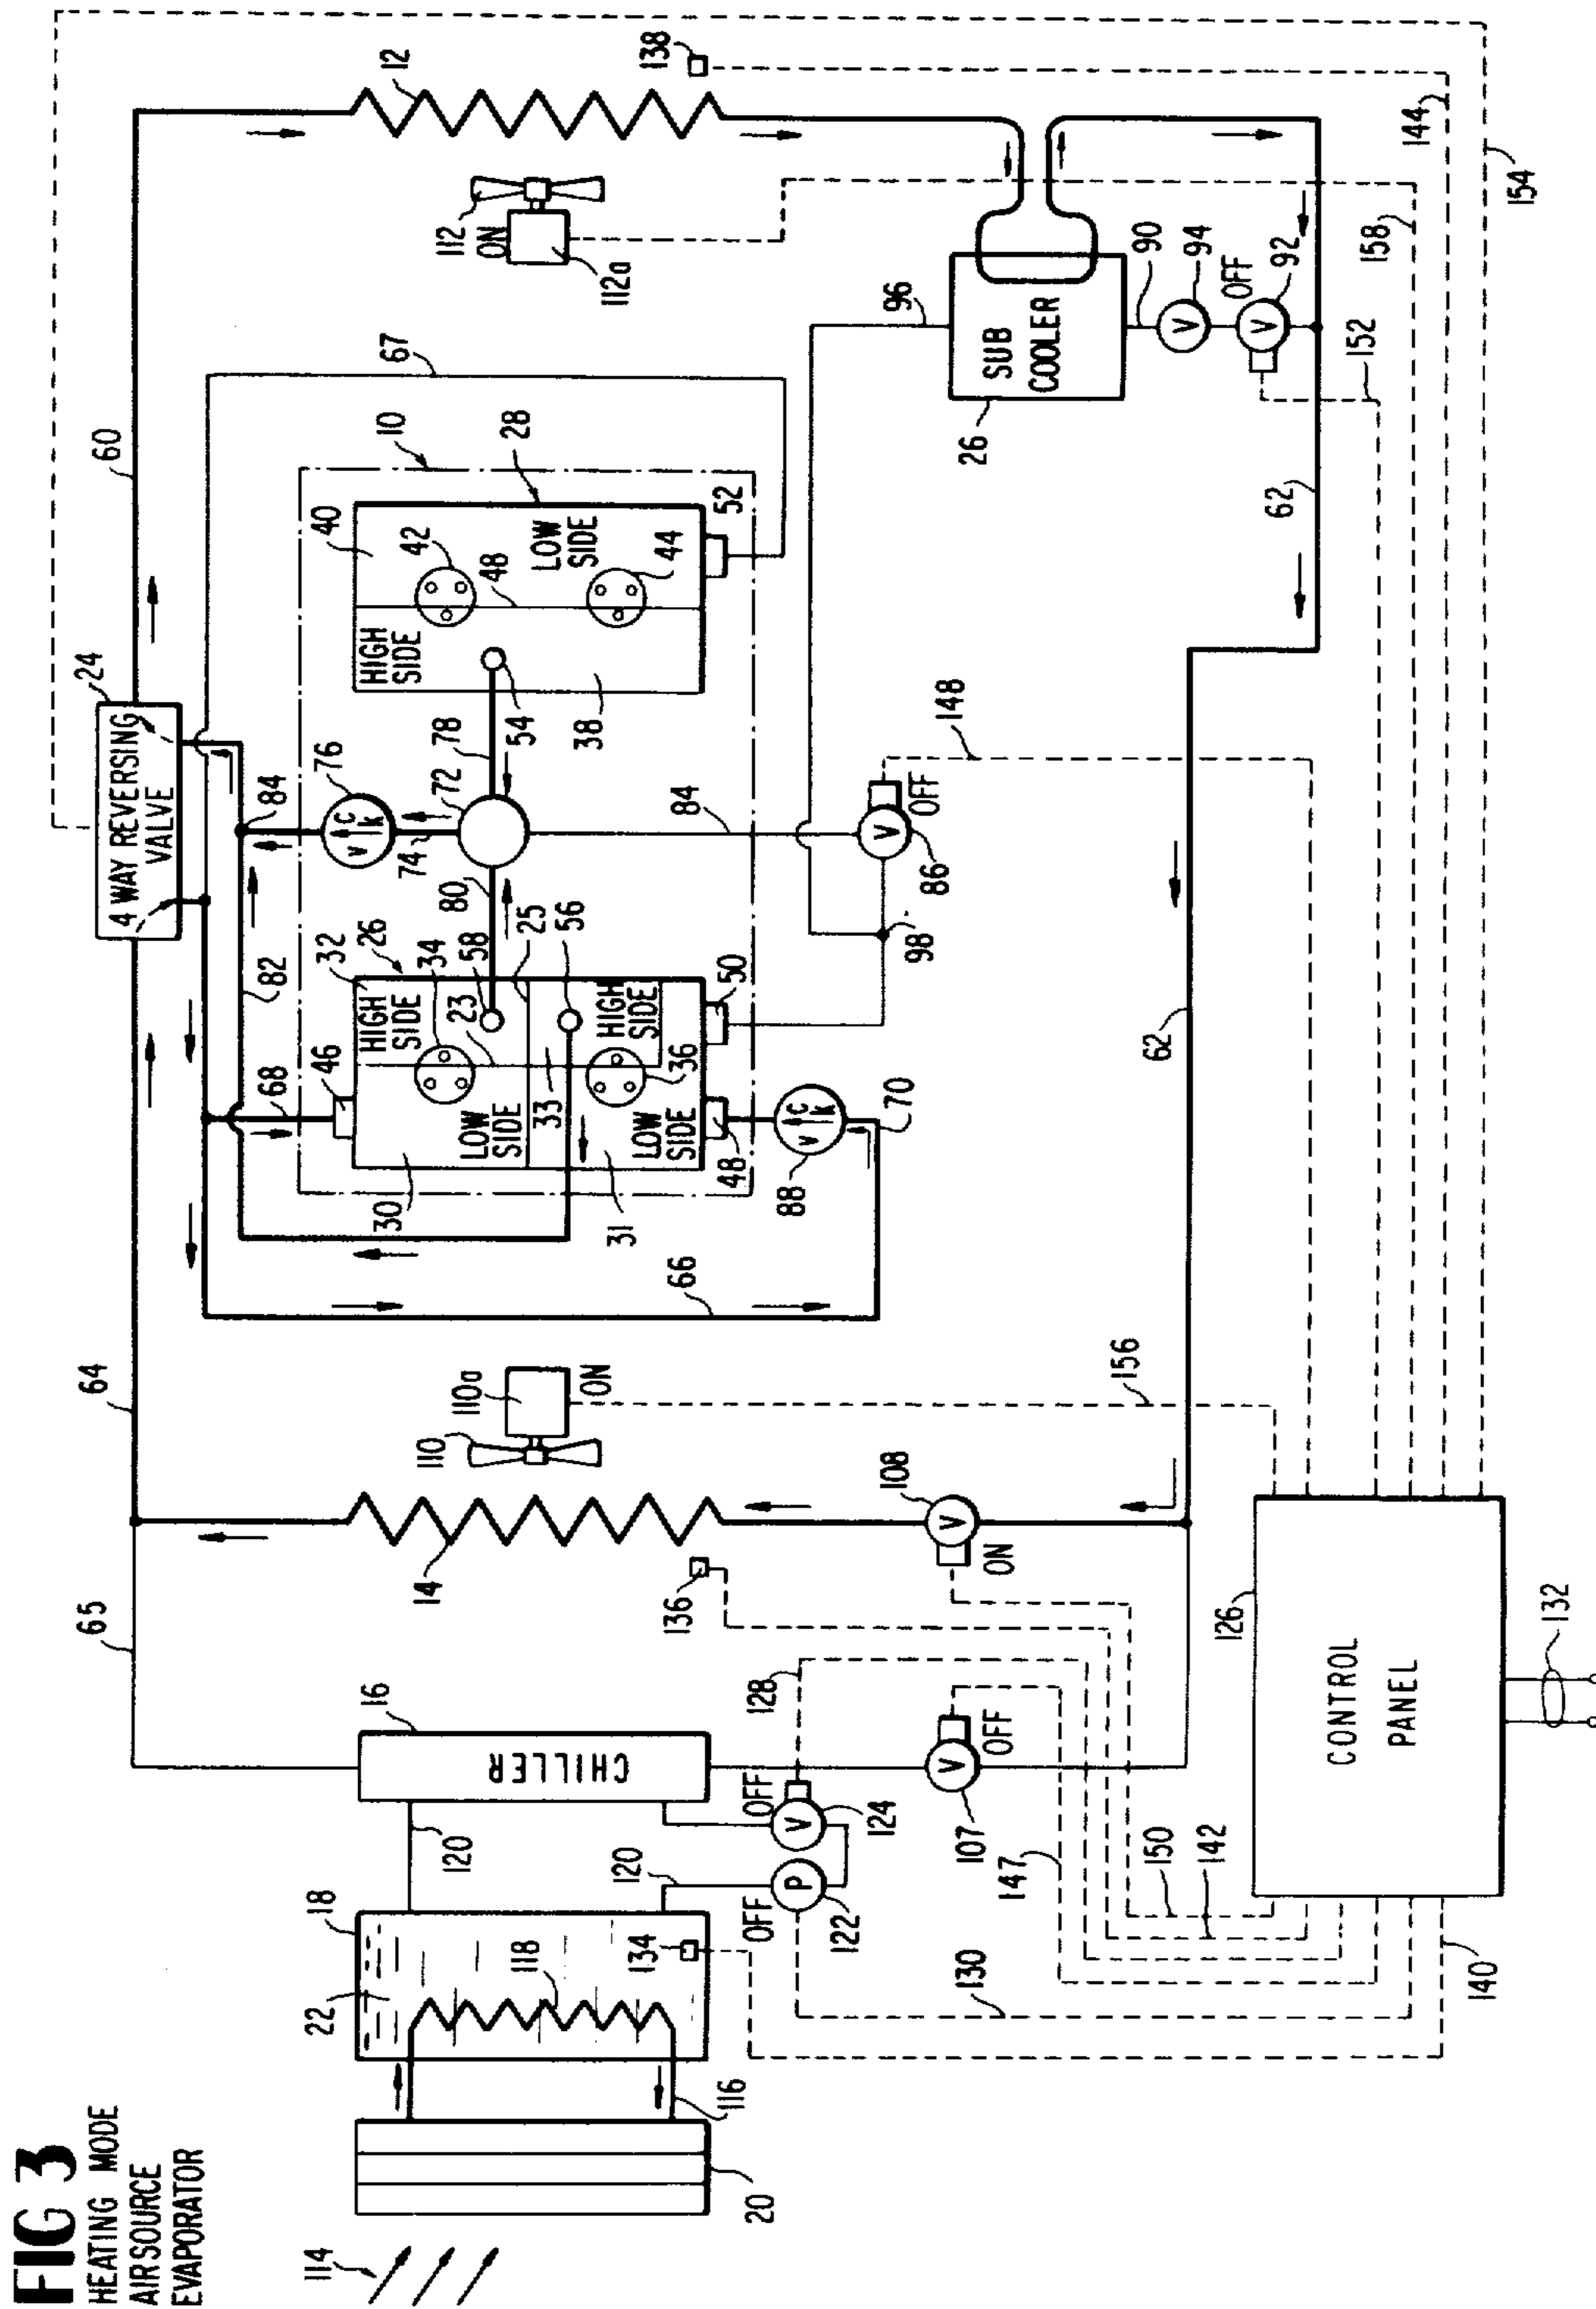 FIG 3
HEATING MODE
AIR SOURCE
EVAPORATOR
24
4 WAY REVERSING
VALVE
60
12
138
112
ON
112a
67
10
28
40
42
48
LOW
SIDE
44
52
HIGH
SIDE
54
38
78
72
76
V C K
74
84
80
84
V
OFF
86
148
98
96
SUB
COOLER
26
90
V
94
OFF
V
92
152
158
144
154
62
82
68
46
26
32
HIGH
SIDE
34
23
58
25
56
HIGH
SIDE
36
50
LOW
SIDE
33
LOW
SIDE
48
30
31
V C K
88
70
66
62
64
65
110
110a
ON
156
14
136
108
V
ON
16
CHILLER
128
OFF
V
124
V
OFF
107
147
120
120
OFF
P
122
18
22
118
134
130
150
142
140
126
CONTROL
PANEL
132
114
116
20